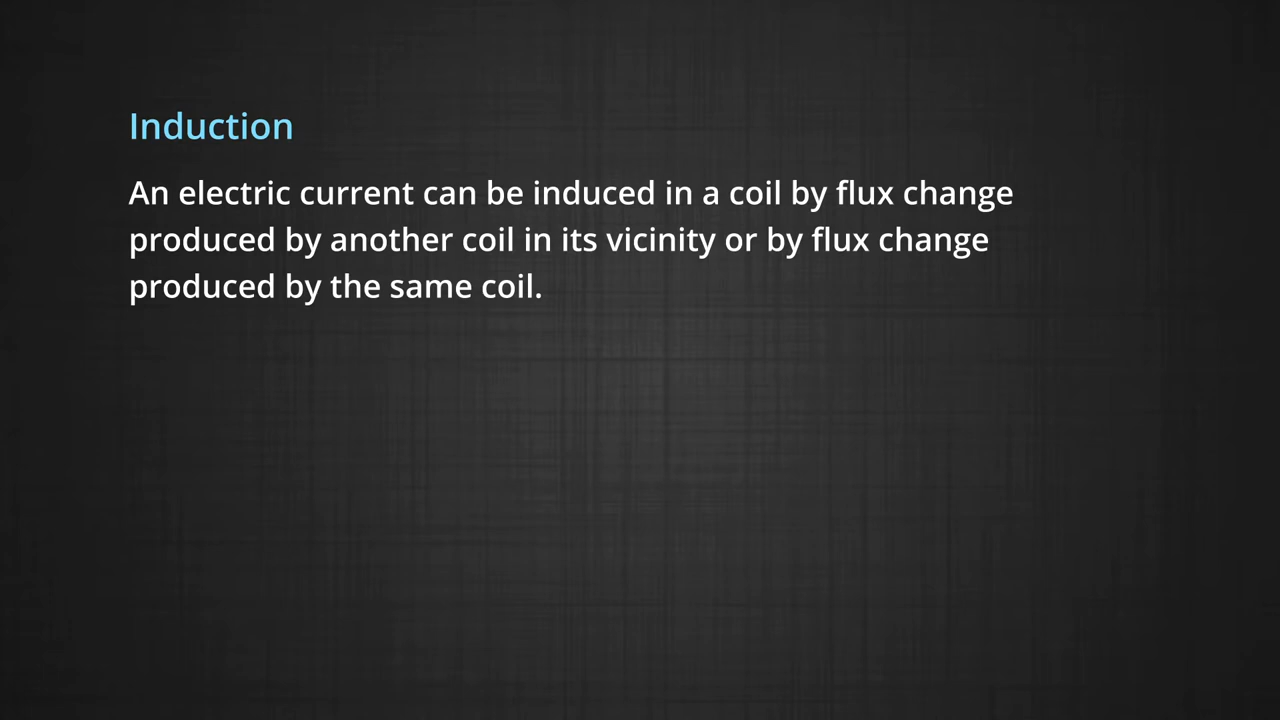 Induction
An electric current can be induced in a coil by flux change
produced by another coil in its vicinity or by flux change
produced by the same coil.